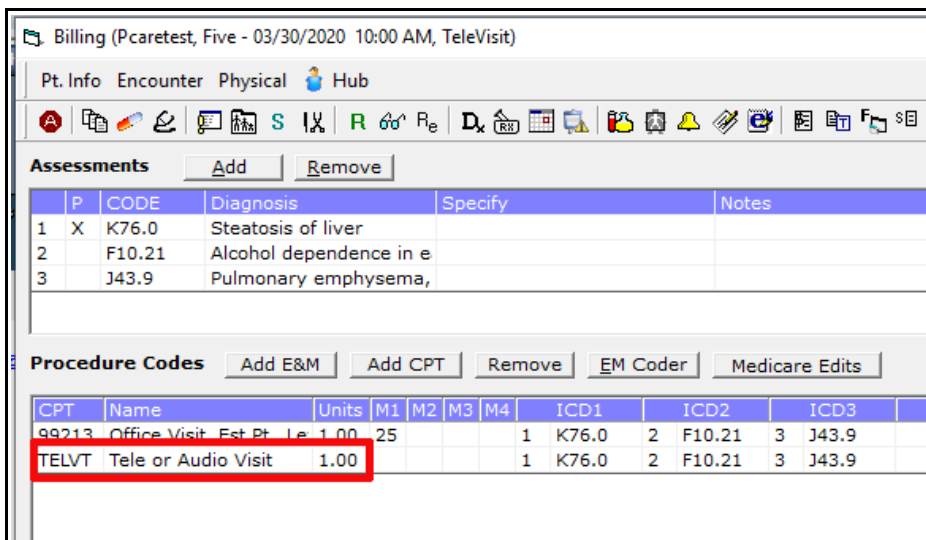 Billing (Pcaretest, Five - 03/30/2020 10:00 AM, TeleVisit)
Pt. Info Encounter Physical Hub
A S R Re Dx RX F SE
Assessments Add Remove
P CODE Diagnosis Specify Notes
1 X K76.0 Steatosis of liver
2 F10.21 Alcohol dependence in e
3 J43.9 Pulmonary emphysema,
Procedure Codes Add E&M Add CPT Remove EM Coder Medicare Edits
CPT Name Units M1 M2 M3 M4 ICD1 ICD2 ICD3
99213 Office Visit, Est Pt., Le 1.00 25 1 K76.0 2 F10.21 3 J43.9
TELVT Tele or Audio Visit 1.00 1 K76.0 2 F10.21 3 J43.9